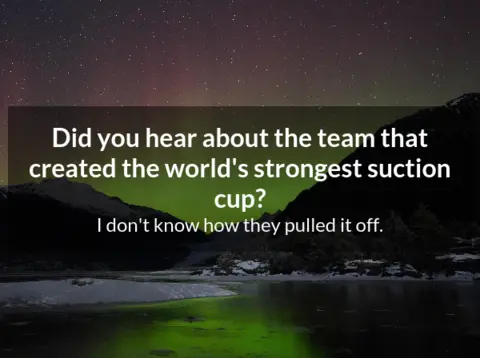 Did you hear about the team that
created the world's strongest suction
cup?
I don't know how they pulled it off.